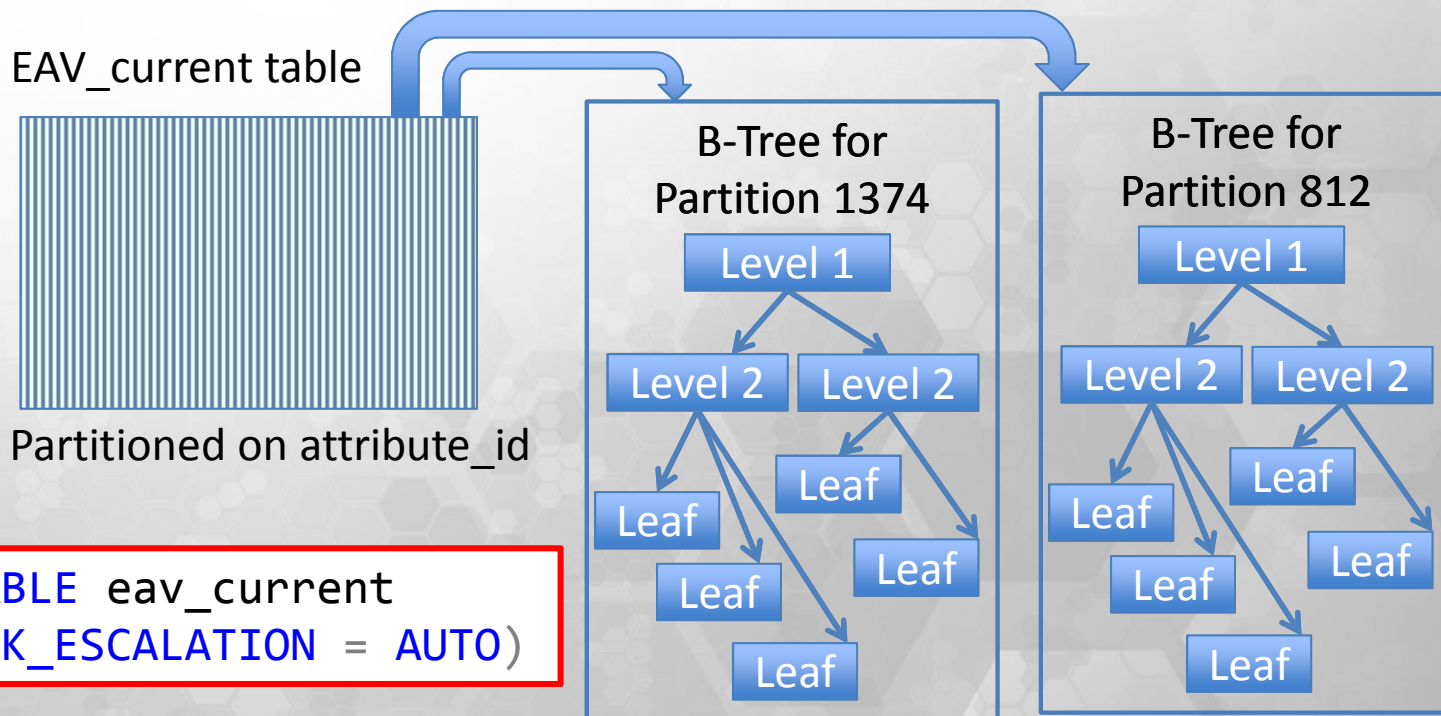 EAV_current table
Partitioned on attribute_id
ABLE eav_current
K_ESCALATION = AUTO)
B-Tree for
Partition 1374
Level 1
Level 2 Level 2
Leaf
Leaf
Leaf
Leaf
Leaf
B-Tree for
Partition 812
Level 1
Level 2 Level 2
Leaf
Leaf
Leaf
Leaf
Leaf